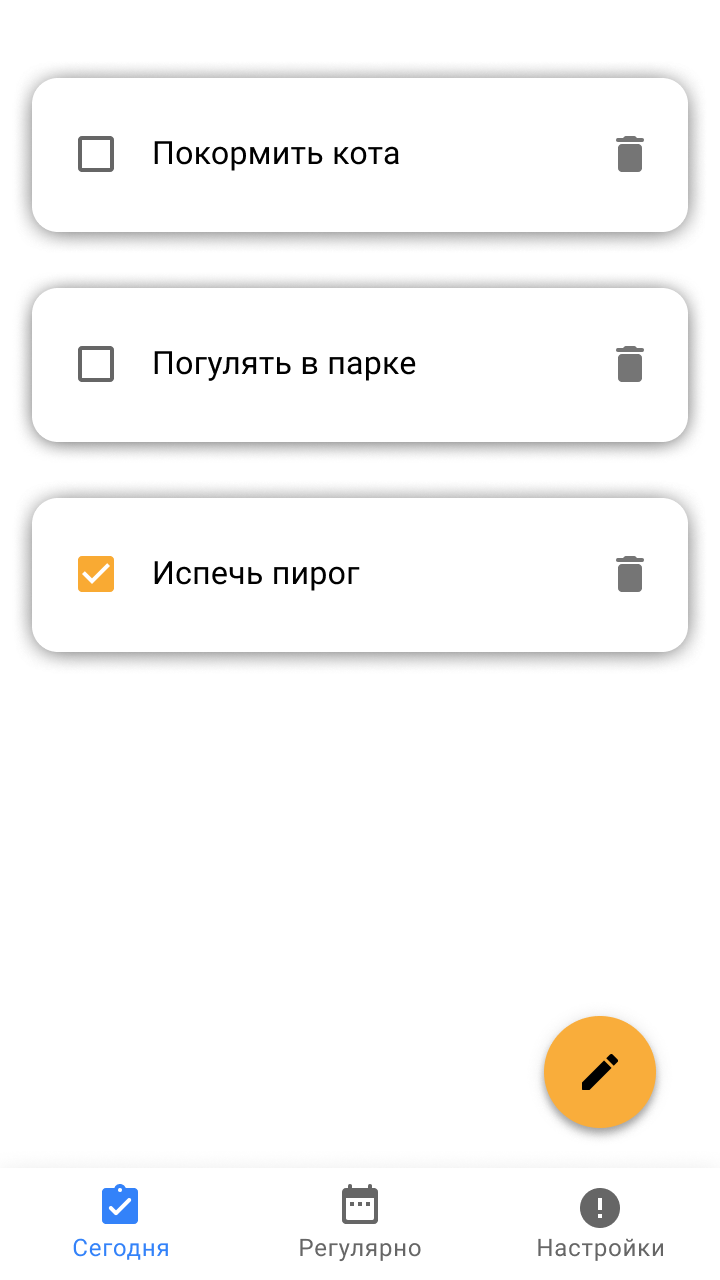 Покормить кота
Погулять в парке
Испечь пирог
Сегодня
Регулярно
Настройки